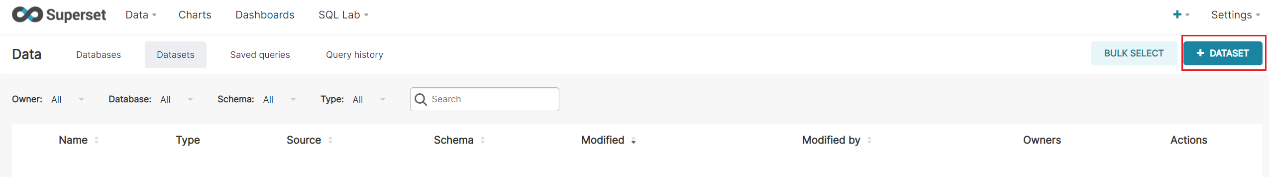 Superset Data Charts Dashboards SQL Lab + Settings
Data Databases Datasets Saved queries Query history BULK SELECT + DATASET
Owner: All Database: All Schema: All Type: All Search
Name Type Source Schema Modified Modified by Owners Actions